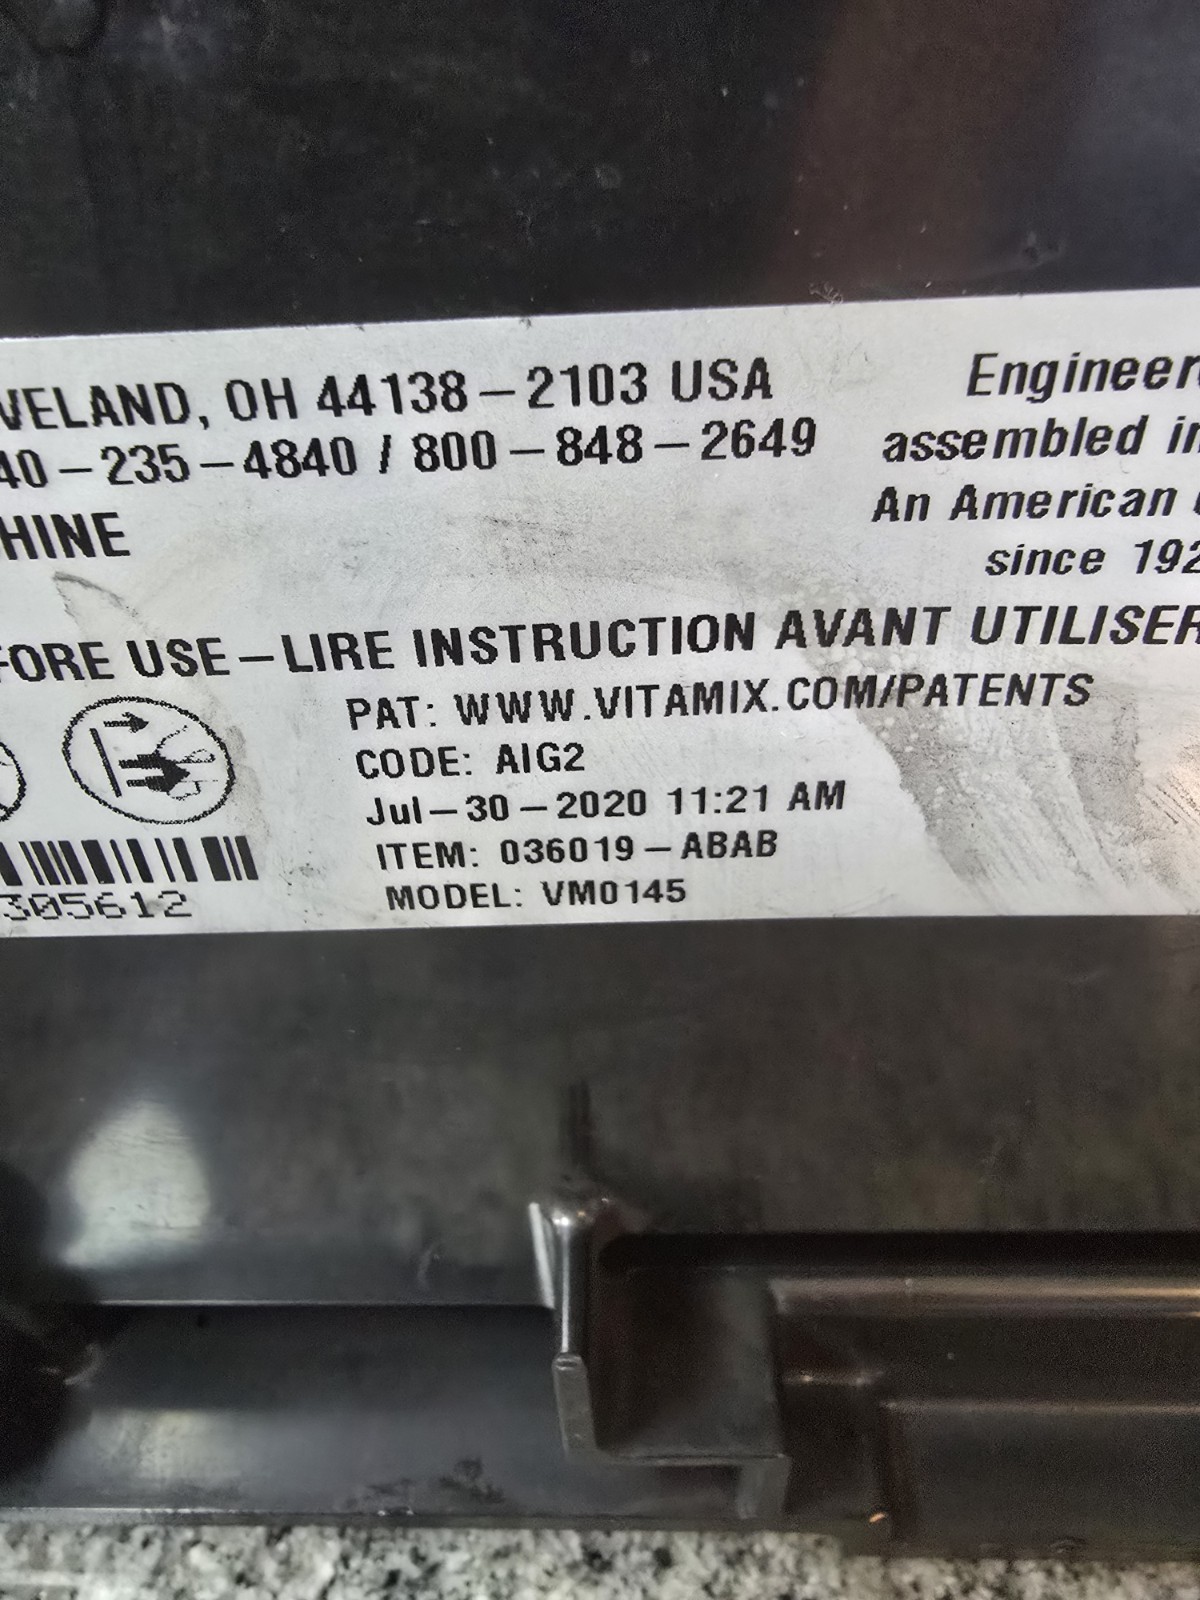 VELAND, OH 44138-2103 USA
40-235-4840 / 800-848-2649
HINE
Engineer
assembled in
An American
since 192
FORE USE-LIRE INSTRUCTION AVANT UTILISER
PAT: WWW.VITAMIX.COM/PATENTS
CODE: AIG2
Jul-30-2020 11:21 AM
ITEM: 036019-ABAB
MODEL: VM0145
305612